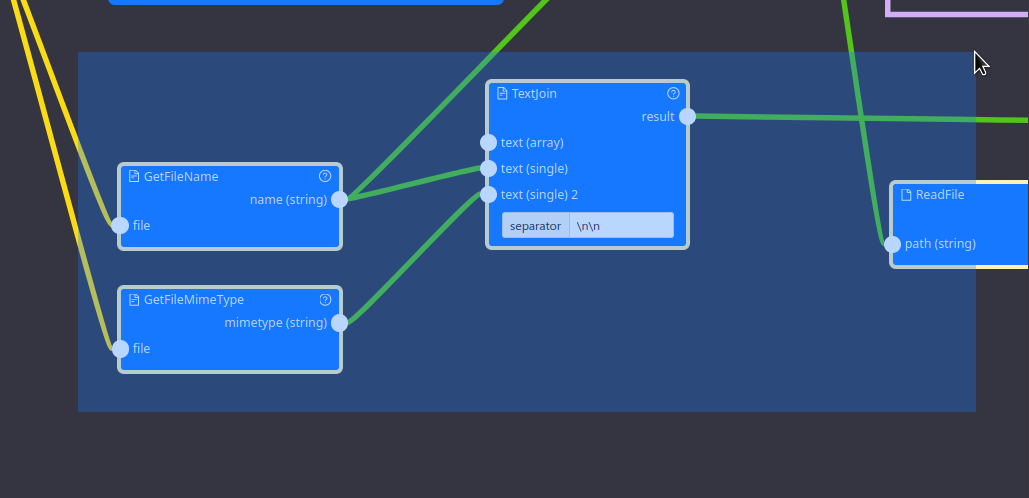 TextJoin
result
text (array)
text (single)
text (single) 2
separator \n\n
GetFileName
name (string)
file
GetFileMimeType
mimetype (string)
file
ReadFile
path (string)